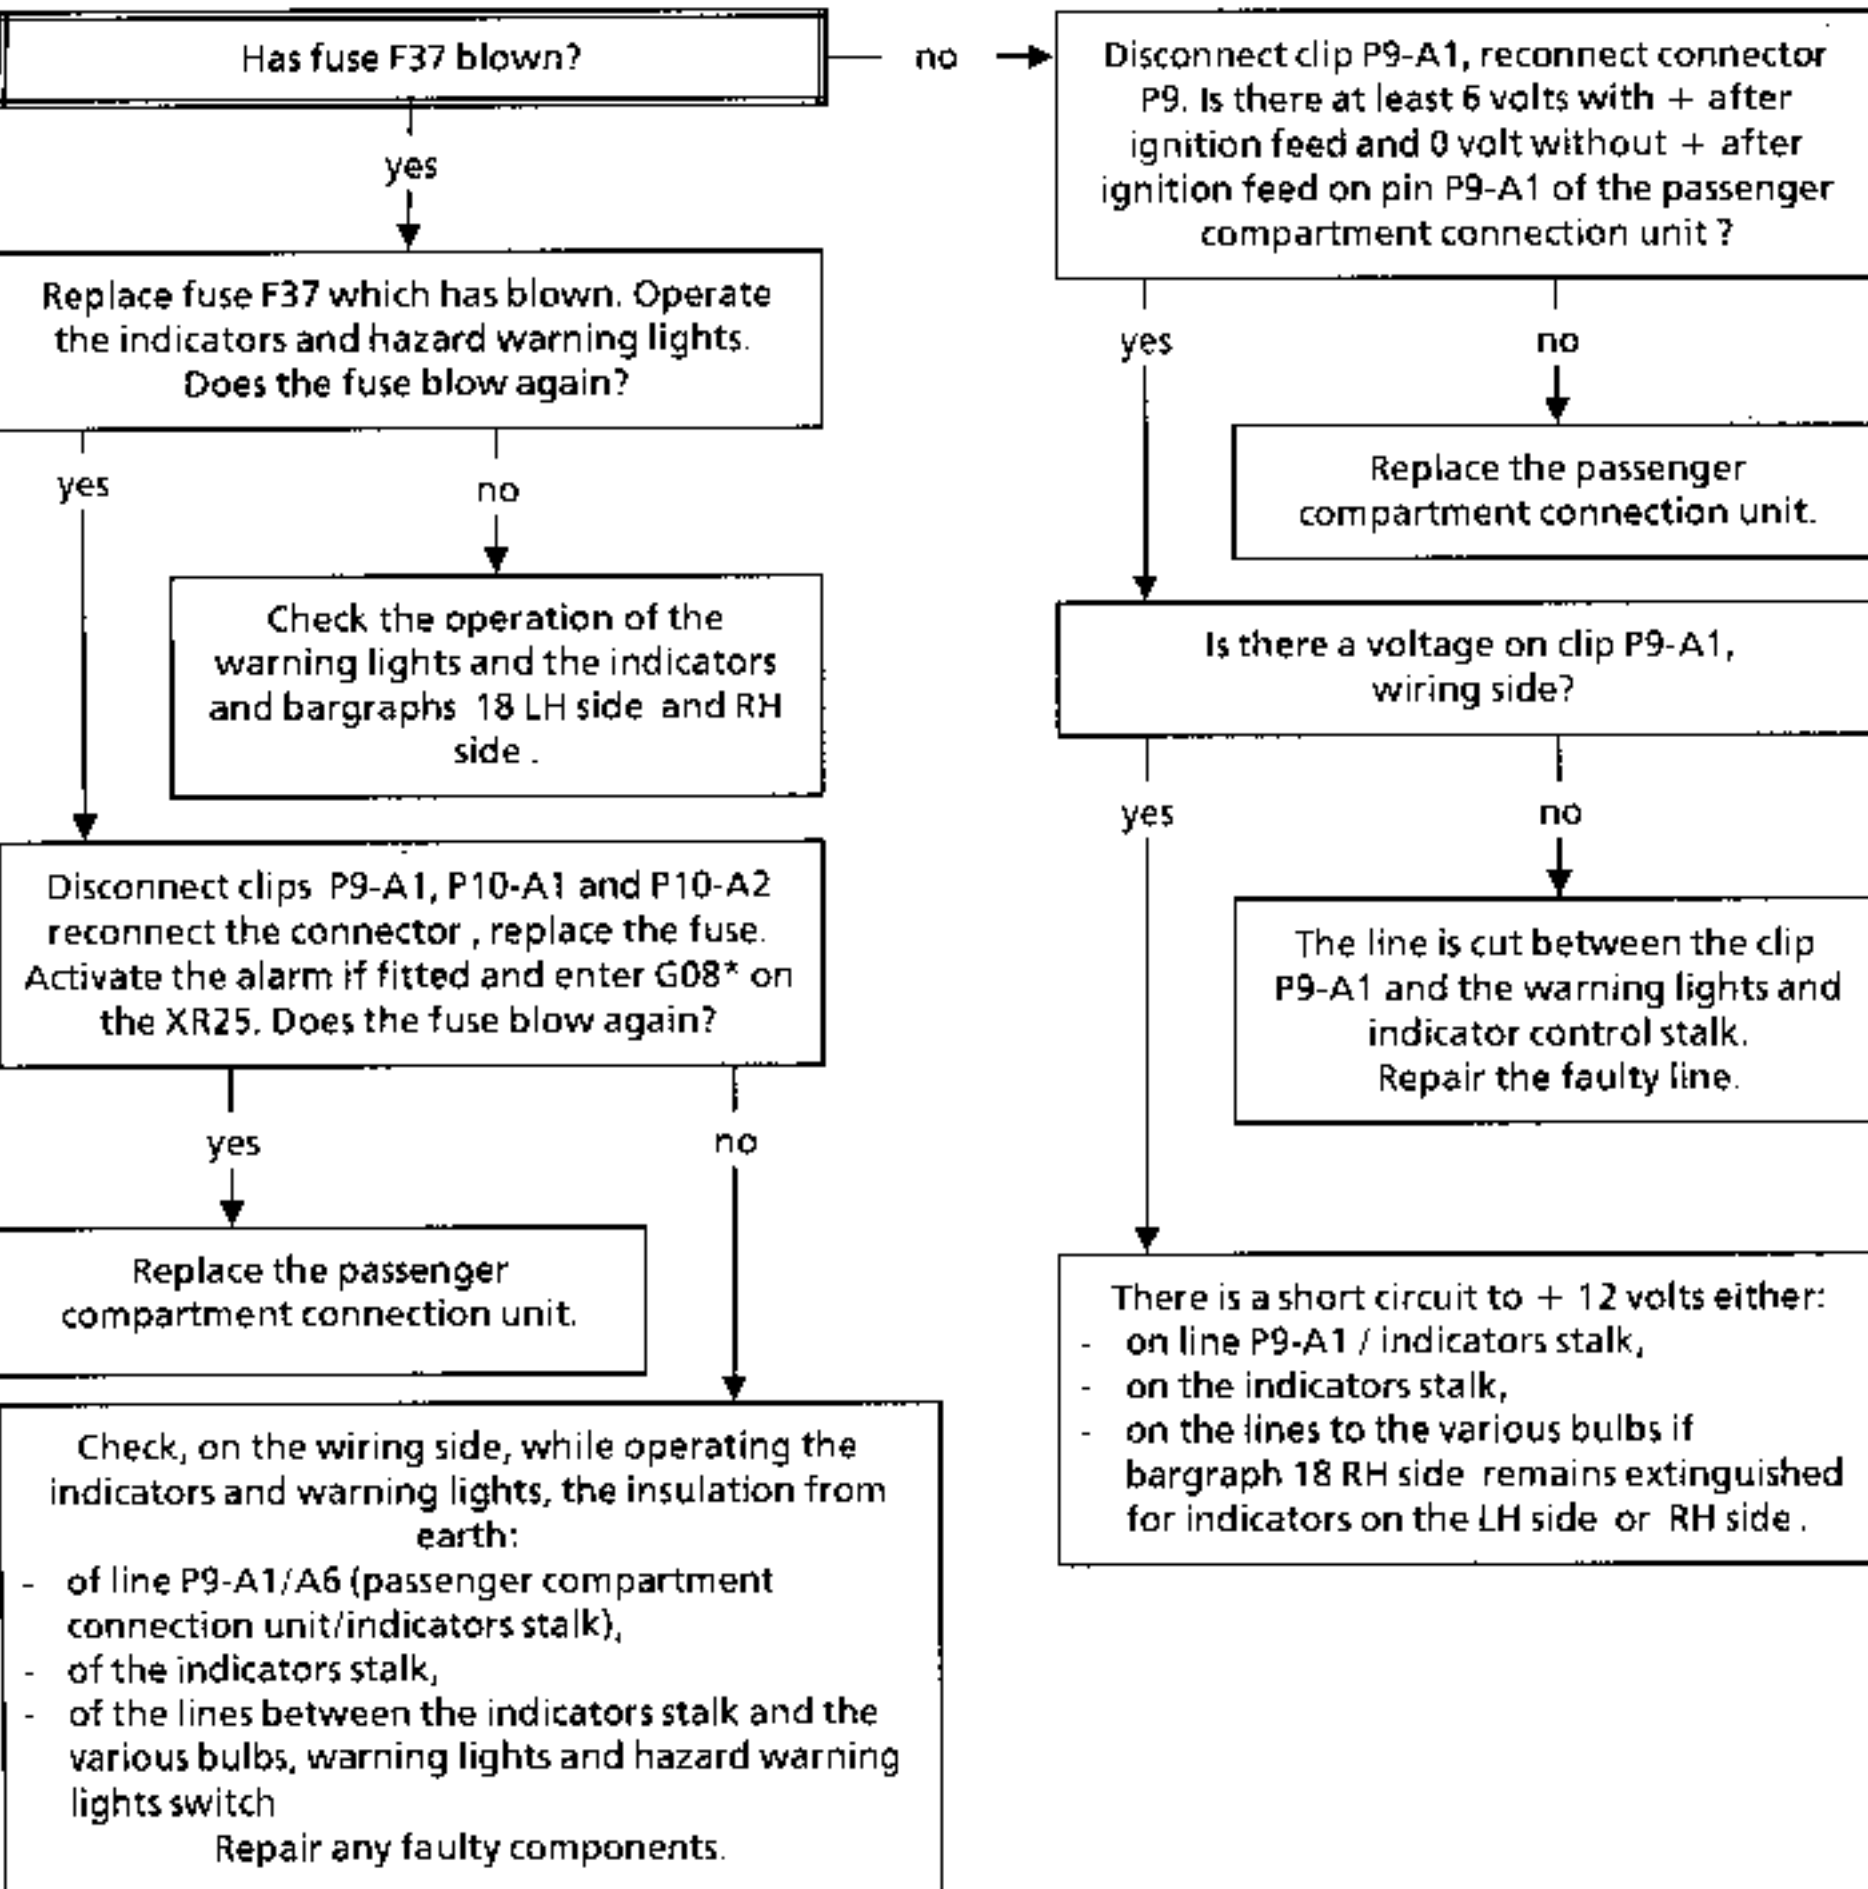 Has fuse F37 blown?
no
Disconnect clip P9-A1, reconnect connector
P9. Is there at least 6 volts with + after
ignition feed and 0 volt without + after
ignition feed on pin P9-A1 of the passenger
compartment connection unit ?
yes
Replace fuse F37 which has blown. Operate
the indicators and hazard warning lights.
Does the fuse blow again?
yes
no
yes
no
Replace the passenger
compartment connection unit.
Check the operation of the
warning lights and the indicators
and bargraphs 18 LH side and RH
side .
Is there a voltage on clip P9-A1,
wiring side?
yes
no
Disconnect clips P9-A1, P10-A1 and P10-A2
reconnect the connector , replace the fuse.
Activate the alarm if fitted and enter G08* on
the XR25. Does the fuse blow again?
The line is cut between the clip
P9-A1 and the warning lights and
indicator control stalk.
Repair the faulty line.
yes
no
Replace the passenger
compartment connection unit.
There is a short circuit to + 12 volts either:
- on line P9-A1 / indicators stalk,
- on the indicators stalk,
- on the lines to the various bulbs if
bargraph 18 RH side remains extinguished
for indicators on the LH side or RH side .
Check, on the wiring side, while operating the
indicators and warning lights, the insulation from
earth:
- of line P9-A1/A6 (passenger compartment
connection unit/indicators stalk),
- of the indicators stalk,
- of the lines between the indicators stalk and the
various bulbs, warning lights and hazard warning
lights switch
Repair any faulty components.